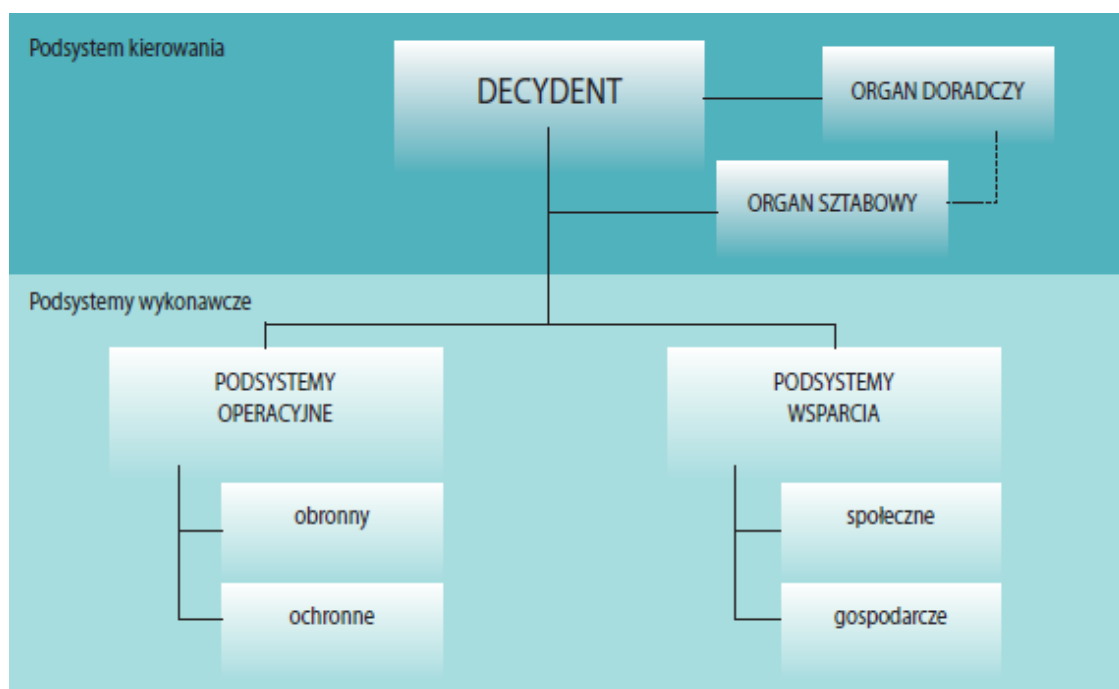 Podsystem kierowania
DECYDENT
ORGAN DORADCZY
ORGAN SZTABOWY
Podsystemy wykonawcze
PODSYSTEMY
OPERACYJNE
PODSYSTEMY
WSPARCIA
obronny
społeczne
ochronne
gospodarcze